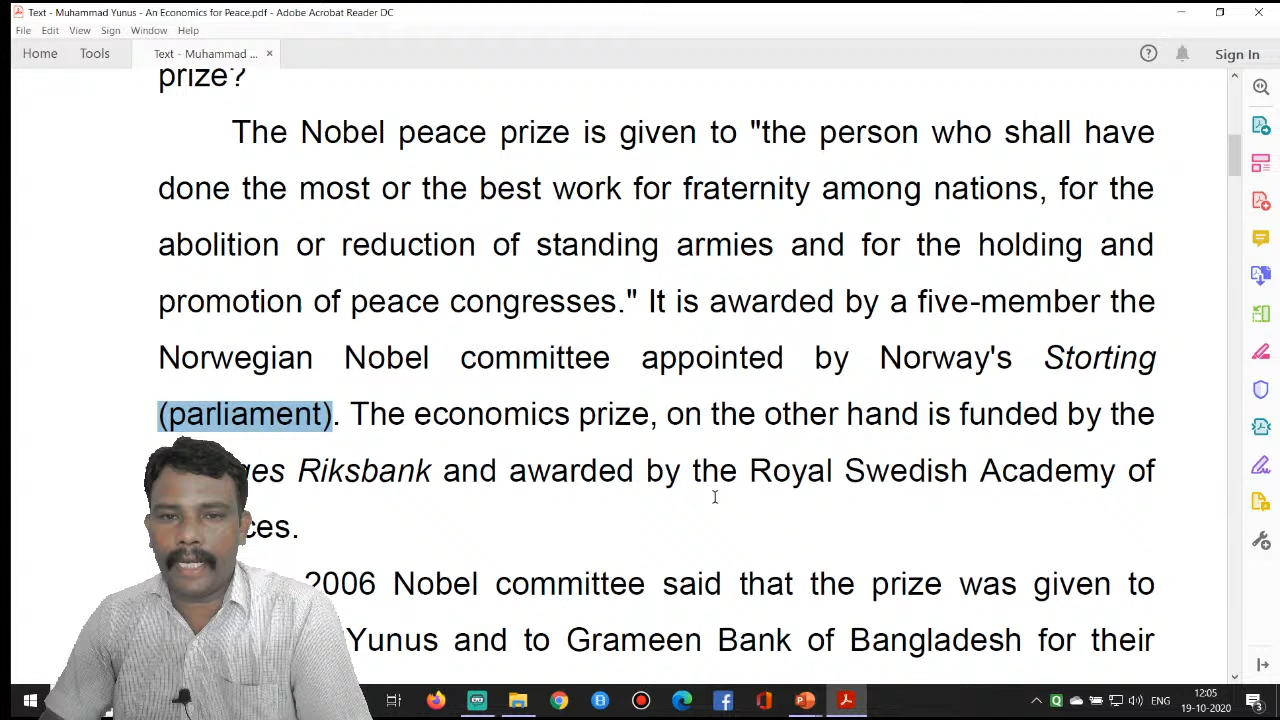 Text - Muhammad Yunus - An Economics for Peace.pdf - Adobe Acrobat Reader DC
File Edit View Sign Window Help
Home Tools Text - Muhammad ... × Sign In
prize?
The Nobel peace prize is given to "the person who shall have
done the most or the best work for fraternity among nations, for the
abolition or reduction of standing armies and for the holding and
promotion of peace congresses." It is awarded by a five-member the
Norwegian Nobel committee appointed by Norway's Storting
(parliament). The economics prize, on the other hand is funded by the
Riksbank and awarded by the Royal Swedish Academy of
2006 Nobel committee said that the prize was given to
Yunus and to Grameen Bank of Bangladesh for their
ENG
12:05
19-10-2020